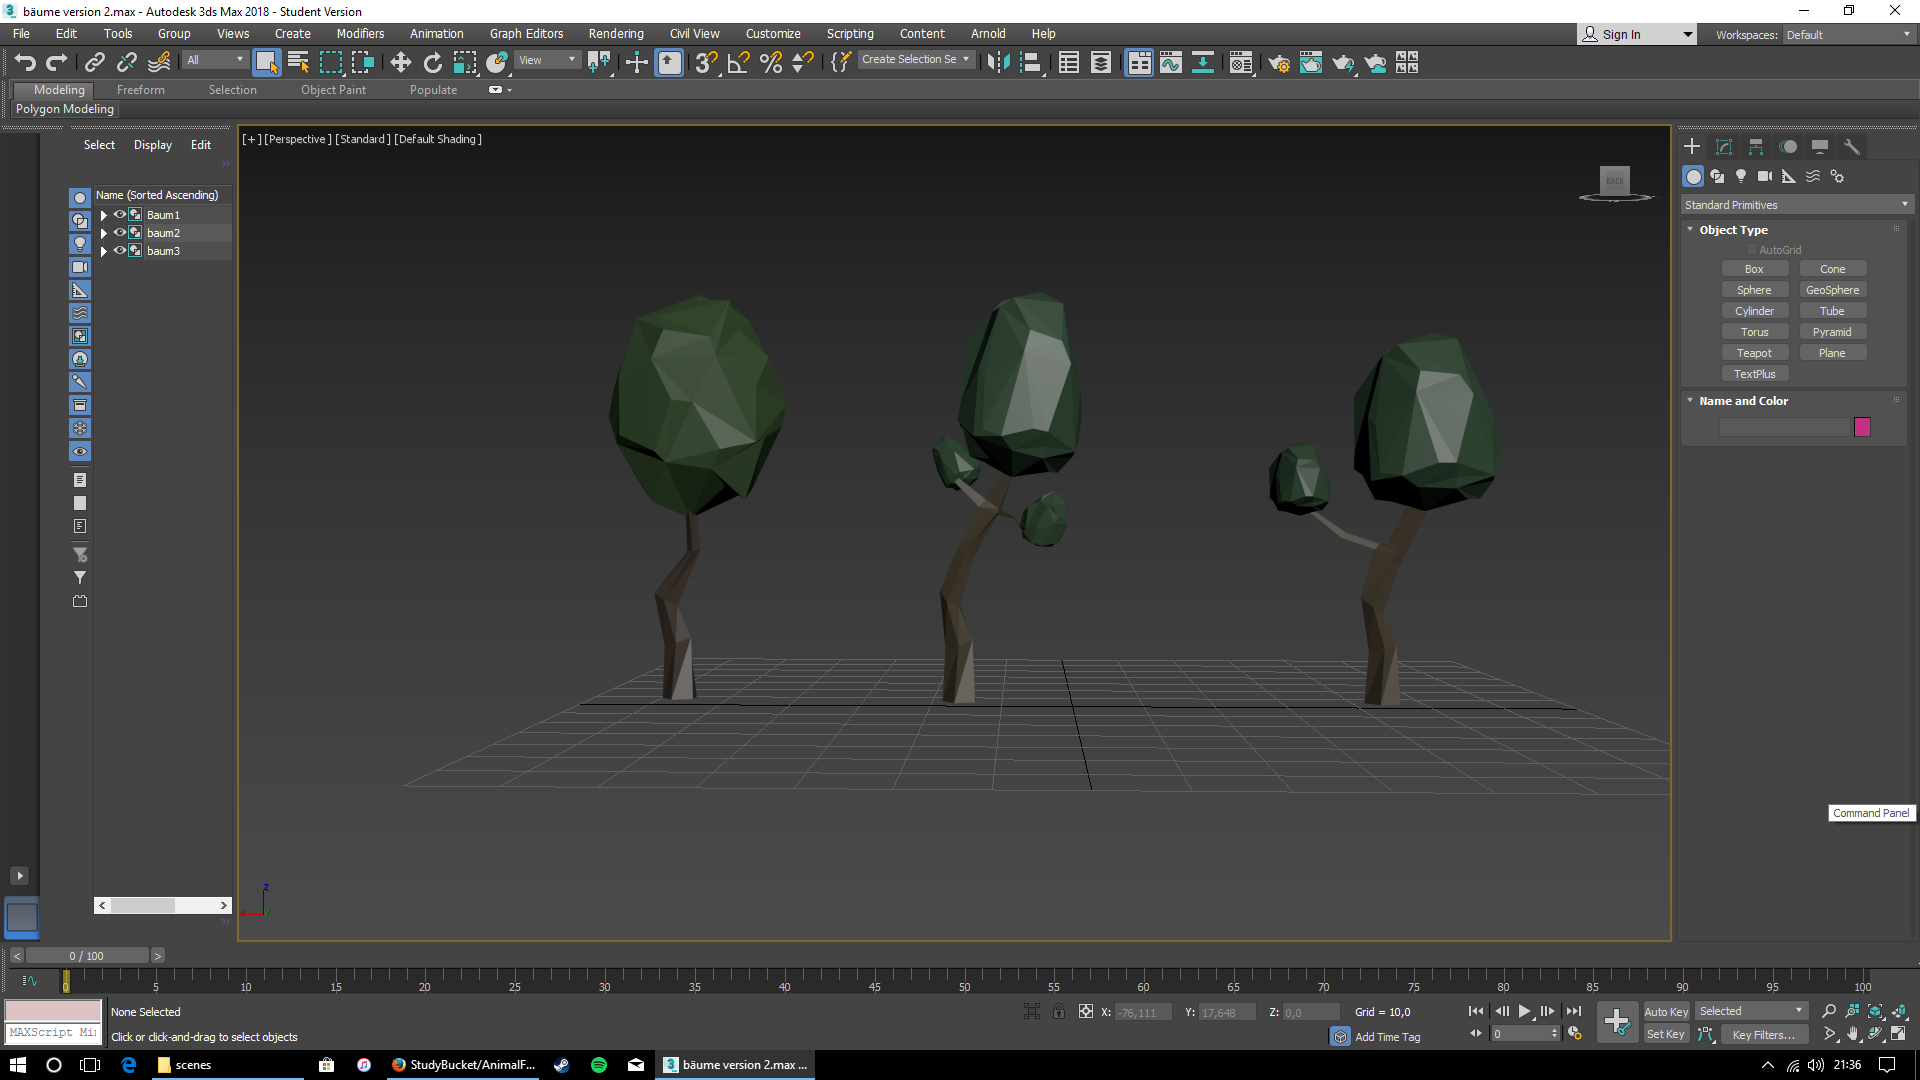 bäume version 2.max - Autodesk 3ds Max 2018 - Student Version
File Edit Tools Group Views Create Modifiers Animation Graph Editors Rendering Civil View Customize Scripting Content Arnold Help
Sign In Workspaces: Default
All View Create Selection Se
Modeling Freeform Selection Object Paint Populate
Polygon Modeling
Select Display Edit
[+] [Perspective] [Standard] [Default Shading]
BACK
Name (Sorted Ascending)
Baum1
baum2
baum3
Standard Primitives
Object Type
AutoGrid
Box Cone
Sphere GeoSphere
Cylinder Tube
Torus Pyramid
Teapot Plane
TextPlus
Name and Color
Command Panel
z
0 / 100
0 5 10 15 20 25 30 35 40 45 50 55 60 65 70 75 80 85 90 95 100
None Selected
X: -76,111 Y: 17,648 Z: 0,0 Grid = 10,0
Auto Key Selected
MAXScript Mi
Click or click-and-drag to select objects
Add Time Tag
0
Set Key Key Filters...
scenes
StudyBucket/AnimalF...
bäume version 2.max ...
21:36